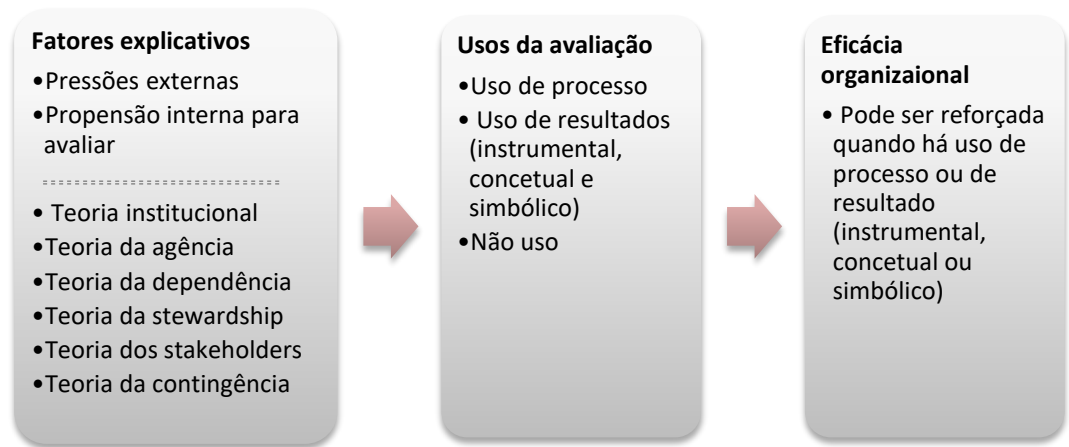 Fatores explicativos
•Pressões externas
•Propensão interna para
avaliar
• Teoria institucional
•Teoria da agência
•Teoria da dependência
•Teoria da stewardship
•Teoria dos stakeholders
•Teoria da contingência
Usos da avaliação
•Uso de processo
• Uso de resultados
(instrumental,
concetual e
simbólico)
•Não uso
Eficácia
organizaional
• Pode ser reforçada
quando há uso de
processo ou de
resultado
(instrumental,
concetual ou
simbólico)